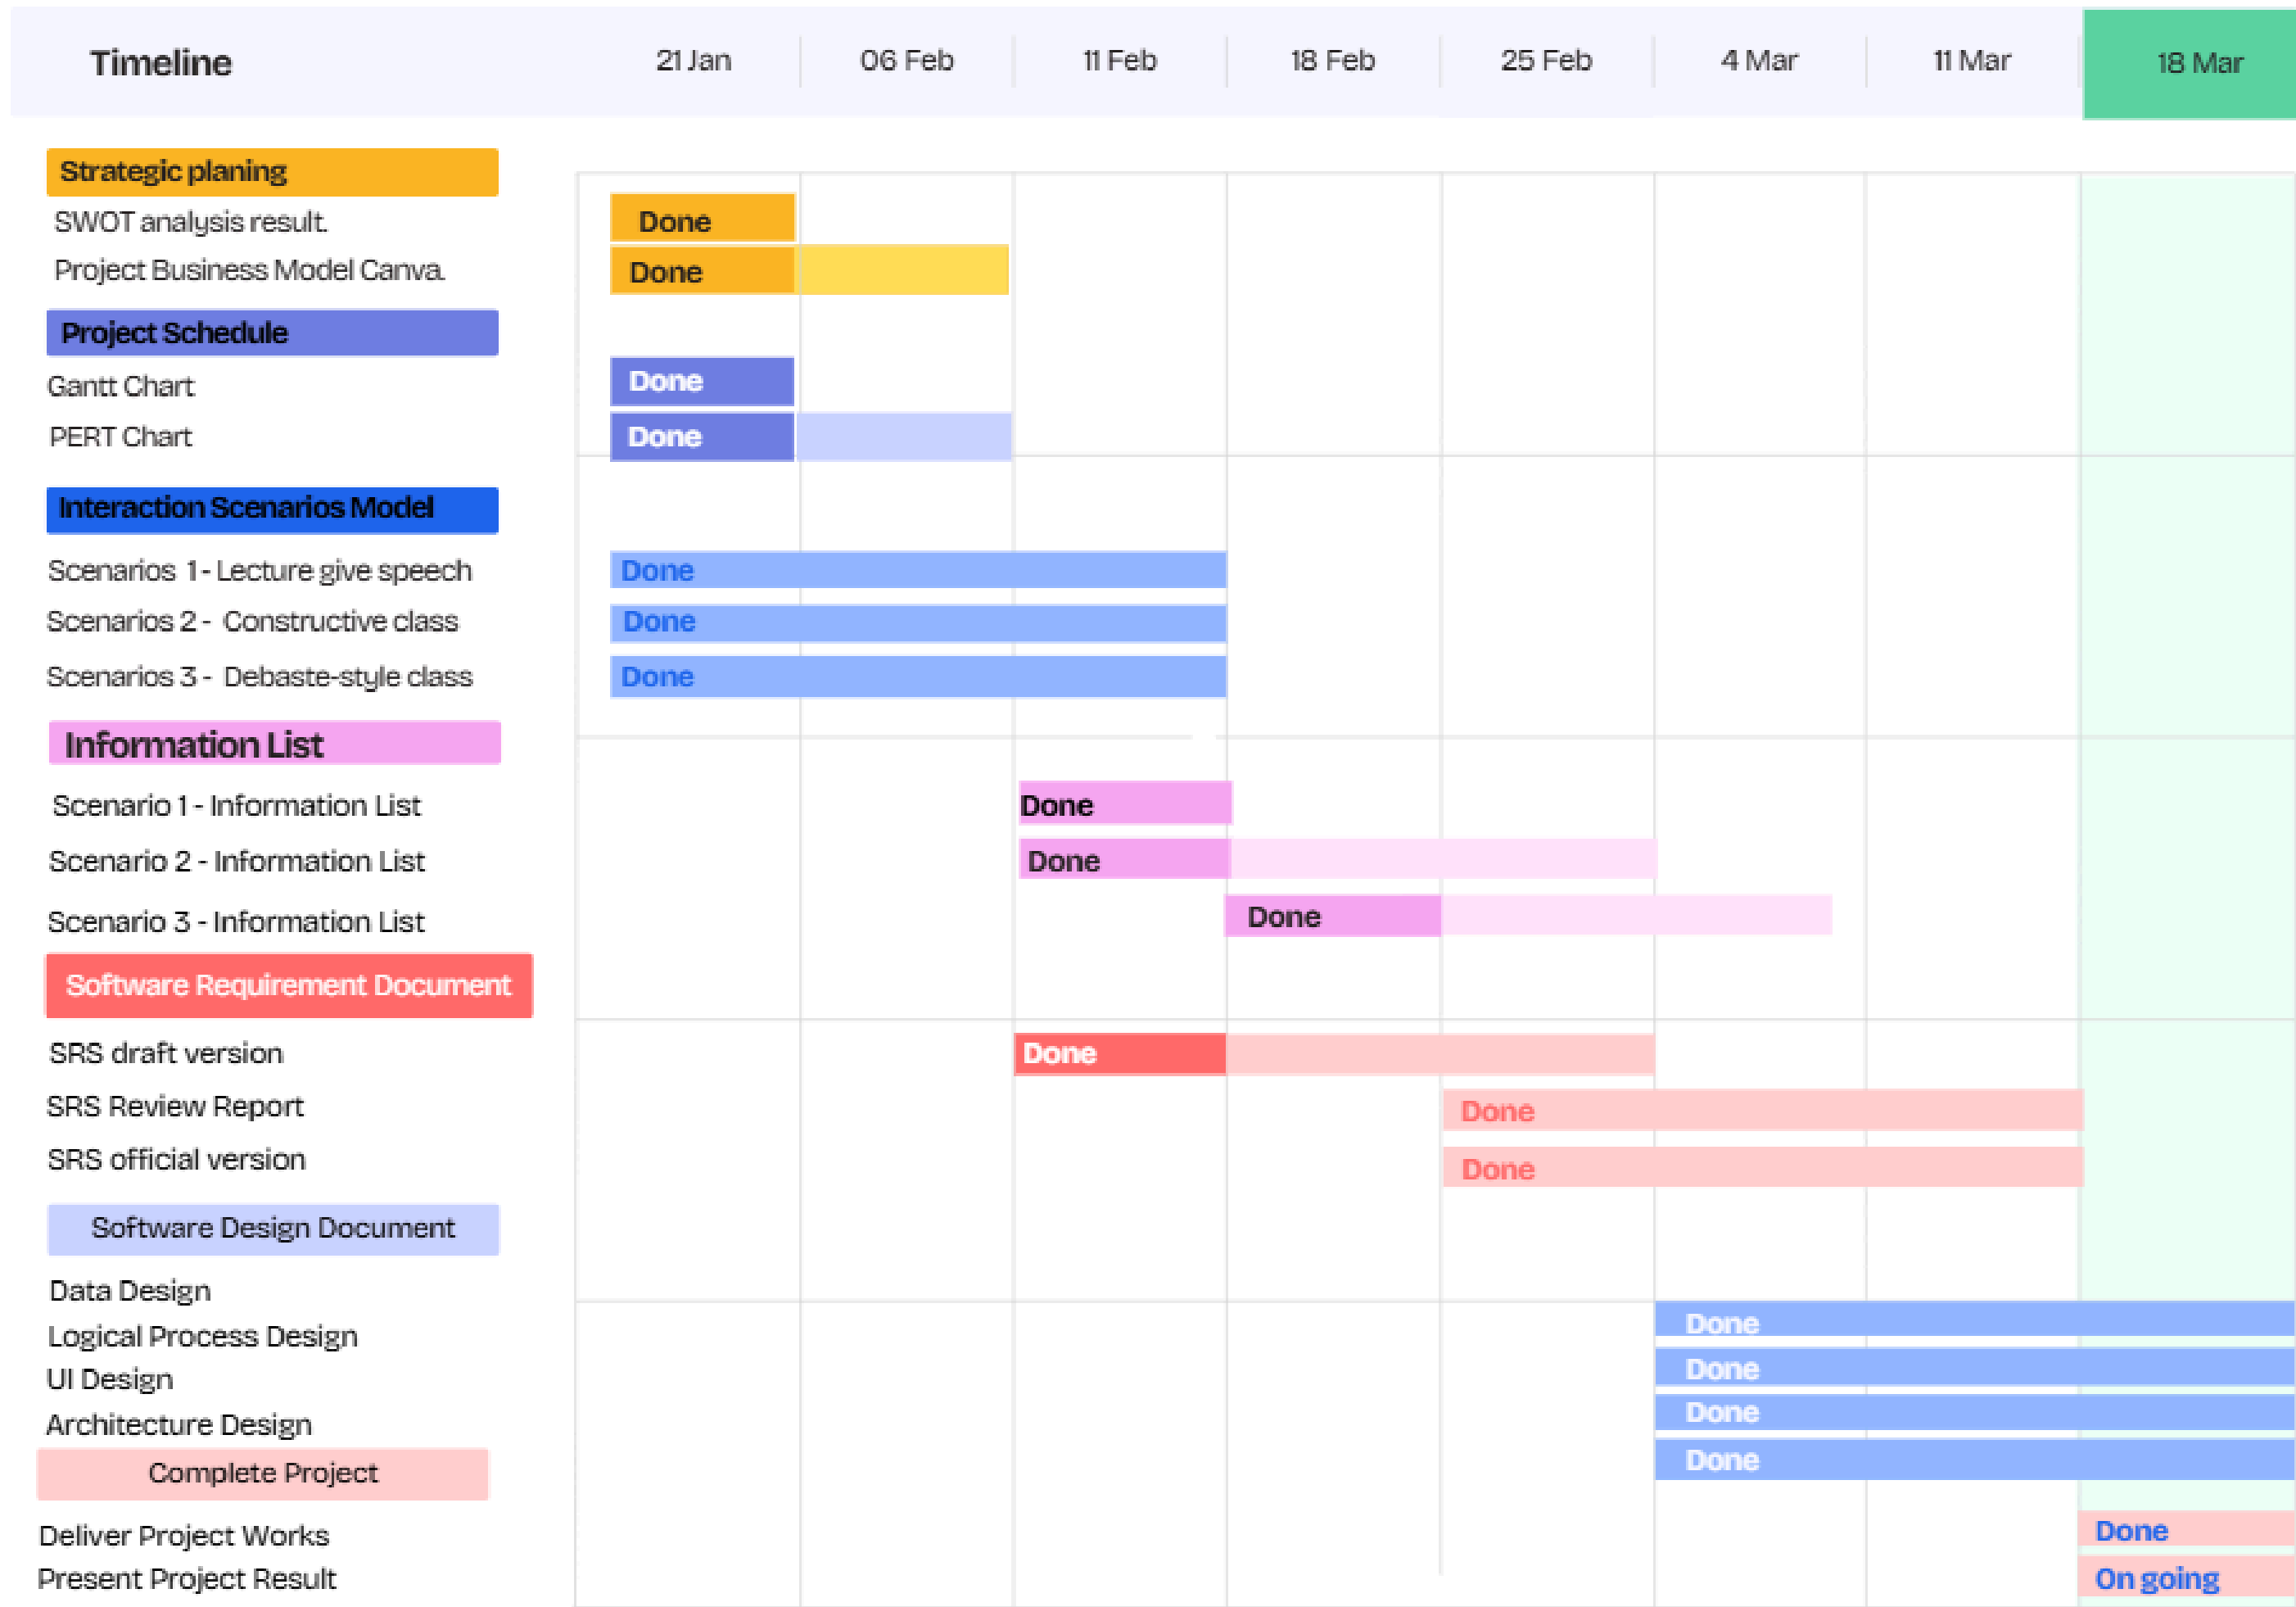 Timeline 21 Jan 06 Feb 11 Feb 18 Feb 25 Feb 4 Mar 11 Mar 18 Mar
Strategic planing
SWOT analysis result. Done
Project Business Model Canva. Done
Project Schedule
Gantt Chart Done
PERT Chart Done
Interaction Scenarios Model
Scenarios 1 - Lecture give speech Done
Scenarios 2 - Constructive class Done
Scenarios 3 - Debaste-style class Done
Information List
Scenario 1 - Information List Done
Scenario 2 - Information List Done
Scenario 3 - Information List Done
Software Requirement Document
SRS draft version Done
SRS Review Report Done
SRS official version Done
Software Design Document
Data Design Done
Logical Process Design Done
UI Design Done
Architecture Design Done
Complete Project
Deliver Project Works Done
Present Project Result On going